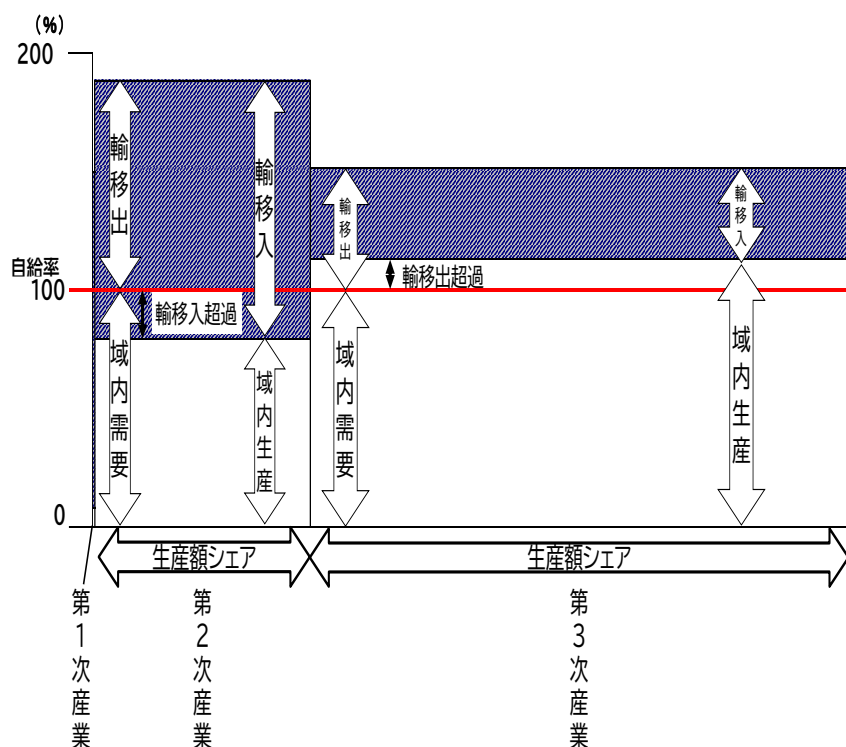 (%)
200
輸移出
輸移入
輸移出
輸移入
自給率
100
輸移出超過
輸移入超過
域内需要
域内生産
域内需要
域内生産
0
生産額シェア
生産額シェア
第1次産業
第2次産業
第3次産業